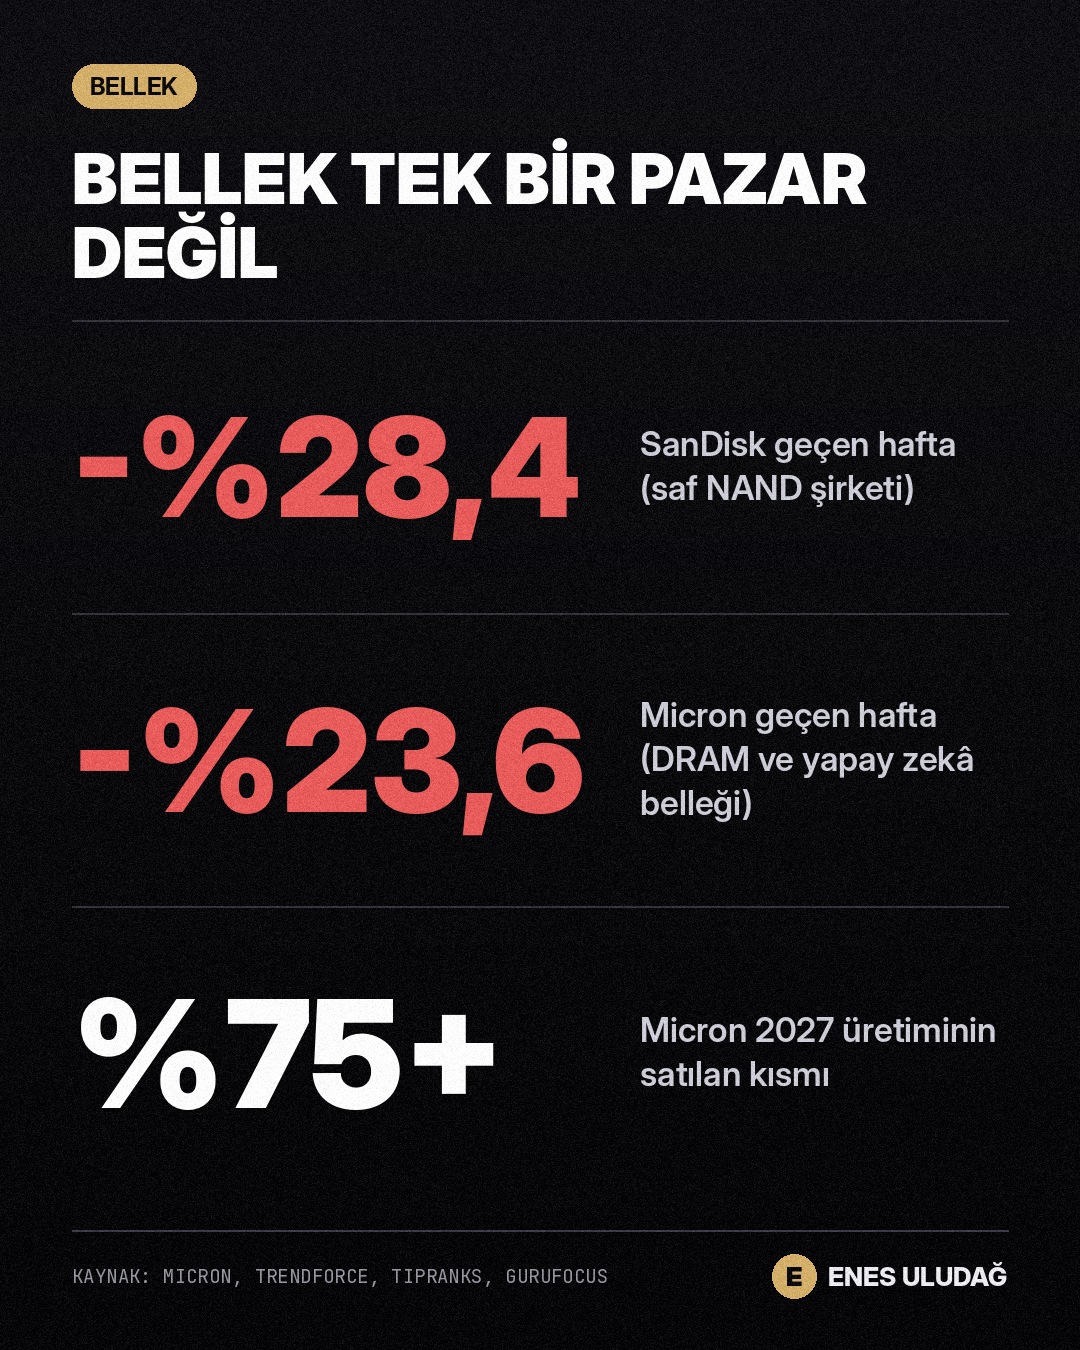 BELLEK
BELLEK TEK BİR PAZAR
DEĞİL
-%28,4
SanDisk geçen hafta
(saf NAND şirketi)
-%23,6
Micron geçen hafta
(DRAM ve yapay zekâ
belleği)
%75+
Micron 2027 üretiminin
satılan kısmı
KAYNAK: MICRON, TRENDFORCE, TIPRANKS, GURUFOCUS
E ENES ULUDAĞ